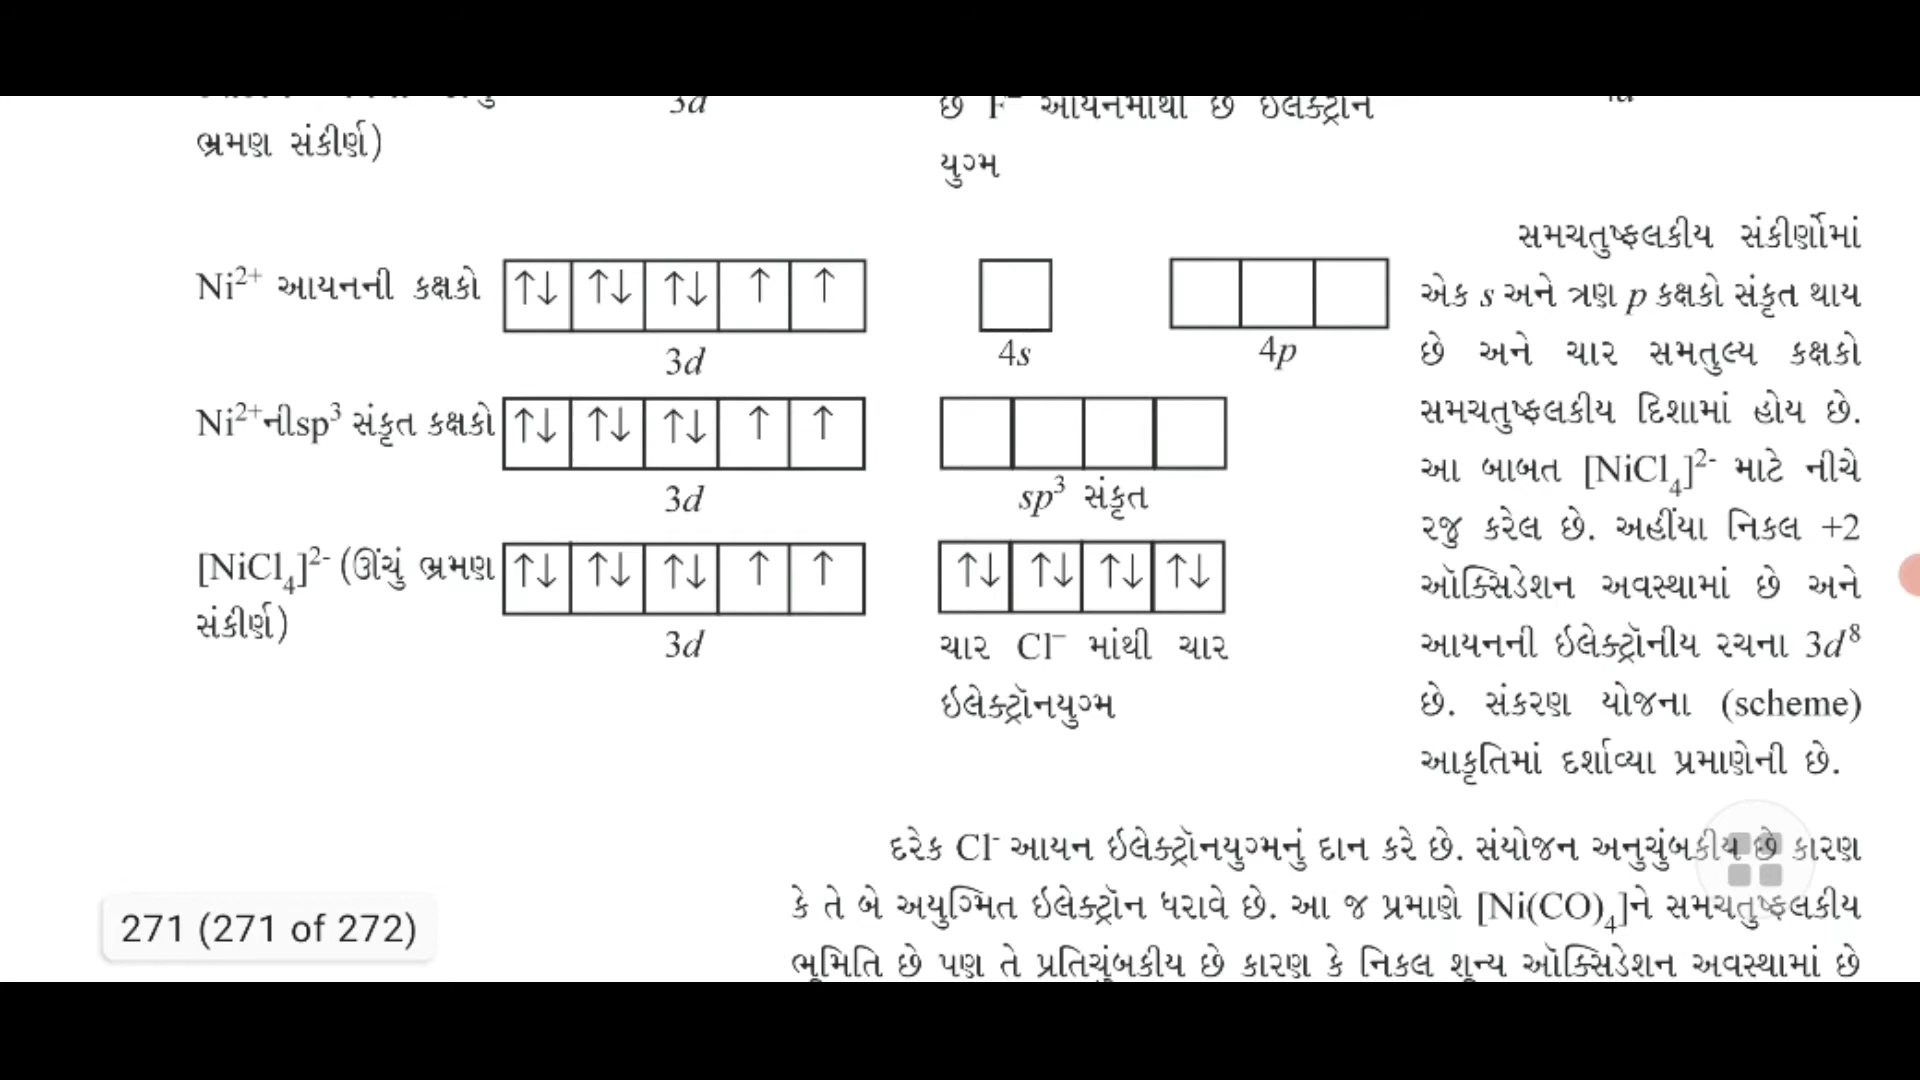 3d
છે F⁻ આયનમાંથી છ ઇલેક્ટ્રૉન
ભ્રમણ સંકીર્ણ)
યુગ્મ
Ni²⁺ આયનની કક્ષકો ↑↓ ↑↓ ↑↓ ↑ ↑
3d
4s
4p
Ni²⁺નીsp³ સંકૃત કક્ષકો ↑↓ ↑↓ ↑↓ ↑ ↑
3d
sp³ સંકૃત
[NiCl₄]²⁻ (ઊંચું ભ્રમણ ↑↓ ↑↓ ↑↓ ↑ ↑ ↑↓ ↑↓ ↑↓ ↑↓
સંકીર્ણ)
3d
ચાર Cl⁻ માંથી ચાર
ઇલેક્ટ્રૉનયુગ્મ
સમચતુષ્ફલકીય સંકીર્ણોમાં
એક s અને ત્રણ p કક્ષકો સંકૃત થાય
છે અને ચાર સમતુલ્ય કક્ષકો
સમચતુષ્ફલકીય દિશામાં હોય છે.
આ બાબત [NiCl₄]²⁻ માટે નીચે
રજુ કરેલ છે. અહીંયા નિકલ +2
ઑક્સિડેશન અવસ્થામાં છે અને
આયનની ઇલેક્ટ્રૉનીય રચના 3d⁸
છે. સંકરણ યોજના (scheme)
આકૃતિમાં દર્શાવ્યા પ્રમાણેની છે.
દરેક Cl⁻ આયન ઇલેક્ટ્રૉનયુગ્મનું દાન કરે છે. સંયોજન અનુચુંબકીય છે કારણ
કે તે બે અયુગ્મિત ઇલેક્ટ્રૉન ધરાવે છે. આ જ પ્રમાણે [Ni(CO)₄]ને સમચતુષ્ફલકીય
ભૂમિતિ છે પણ તે પ્રતિચુંબકીય છે કારણ કે નિકલ શૂન્ય ઑક્સિડેશન અવસ્થામાં છે
271 (271 of 272)